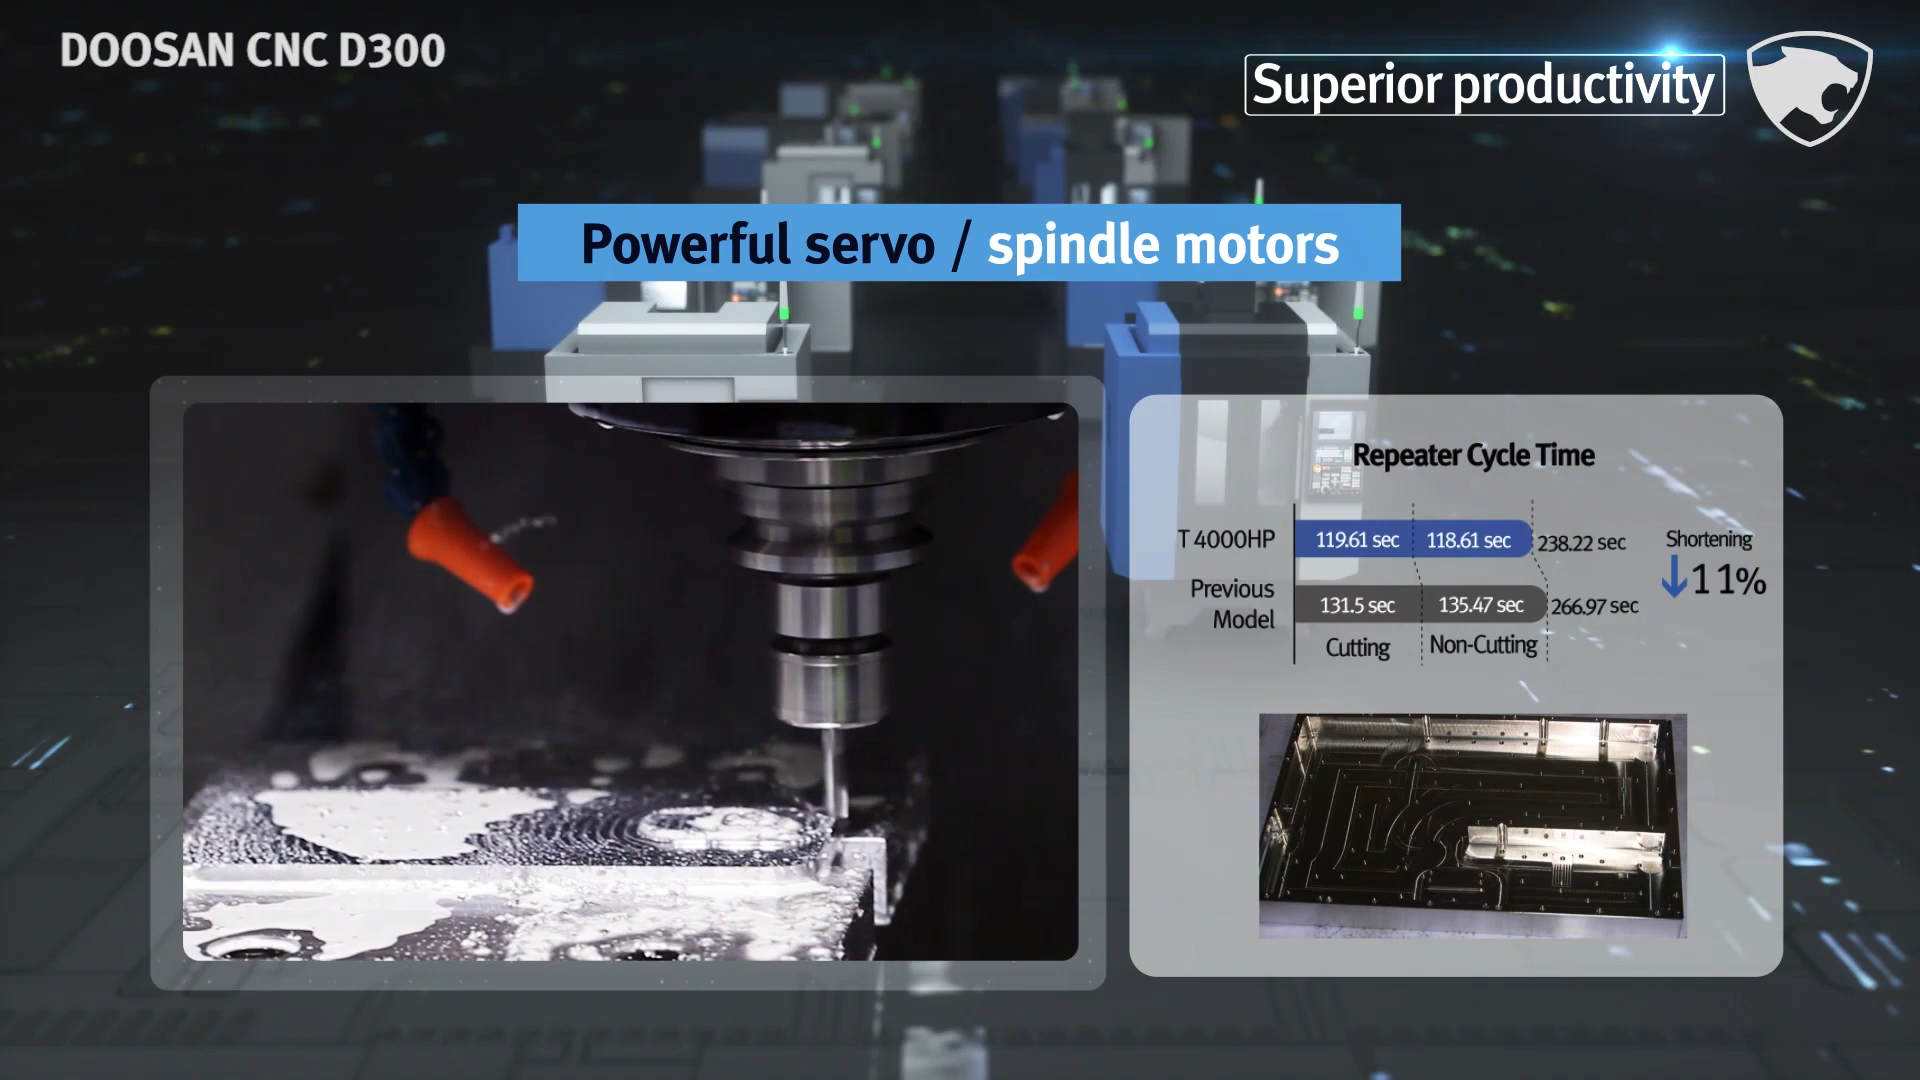 DOOSAN CNC D300
Superior productivity
Powerful servo / spindle motors
Repeater Cycle Time
T 4000HP
119.61 sec
118.61 sec
238.22 sec
Shortening
↓11%
Previous
Model
131.5 sec
135.47 sec
266.97 sec
Cutting
Non-Cutting